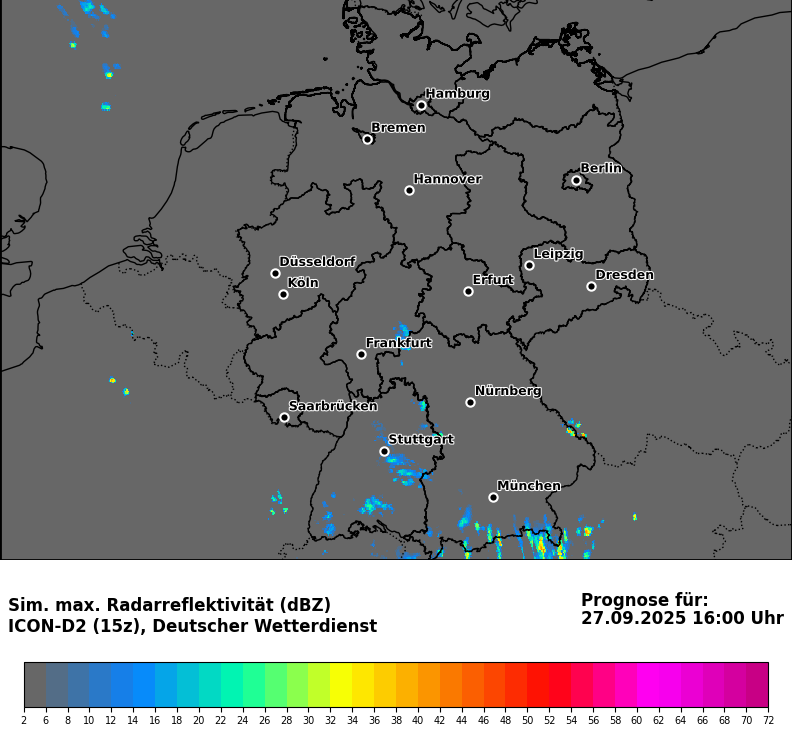 Hamburg
Bremen
Berlin
Hannover
Leipzig
Düsseldorf
Dresden
Köln
Erfurt
Frankfurt
Nürnberg
Saarbrücken
Stuttgart
München
Sim. max. Radarreflektivität (dBZ)
ICON-D2 (15z), Deutscher Wetterdienst
Prognose für:
27.09.2025 16:00 Uhr
2 6 8 10 12 14 16 18 20 22 24 26 28 30 32 34 36 38 40 42 44 46 48 50 52 54 56 58 60 62 64 66 68 70 72